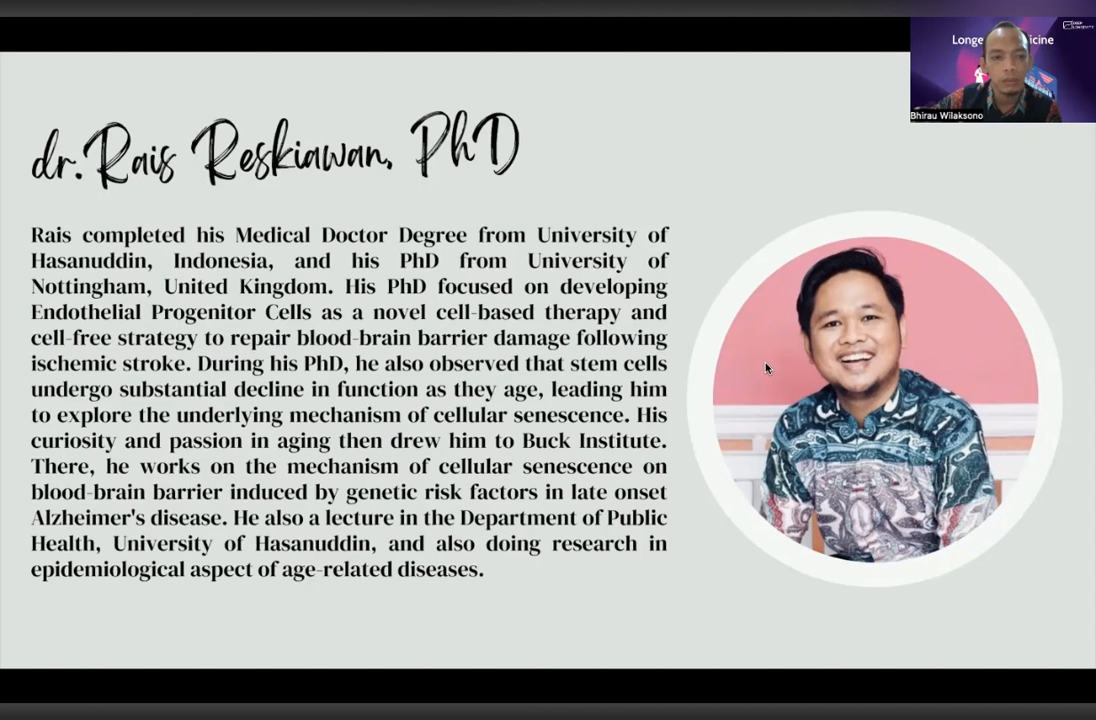 Longe icine
Bhirau Wilaksono
dr. Rais Reskiawan, PhD
Rais completed his Medical Doctor Degree from University of
Hasanuddin, Indonesia, and his PhD from University of
Nottingham, United Kingdom. His PhD focused on developing
Endothelial Progenitor Cells as a novel cell-based therapy and
cell-free strategy to repair blood-brain barrier damage following
ischemic stroke. During his PhD, he also observed that stem cells
undergo substantial decline in function as they age, leading him
to explore the underlying mechanism of cellular senescence. His
curiosity and passion in aging then drew him to Buck Institute.
There, he works on the mechanism of cellular senescence on
blood-brain barrier induced by genetic risk factors in late onset
Alzheimer's disease. He also a lecture in the Department of Public
Health, University of Hasanuddin, and also doing research in
epidemiological aspect of age-related diseases.